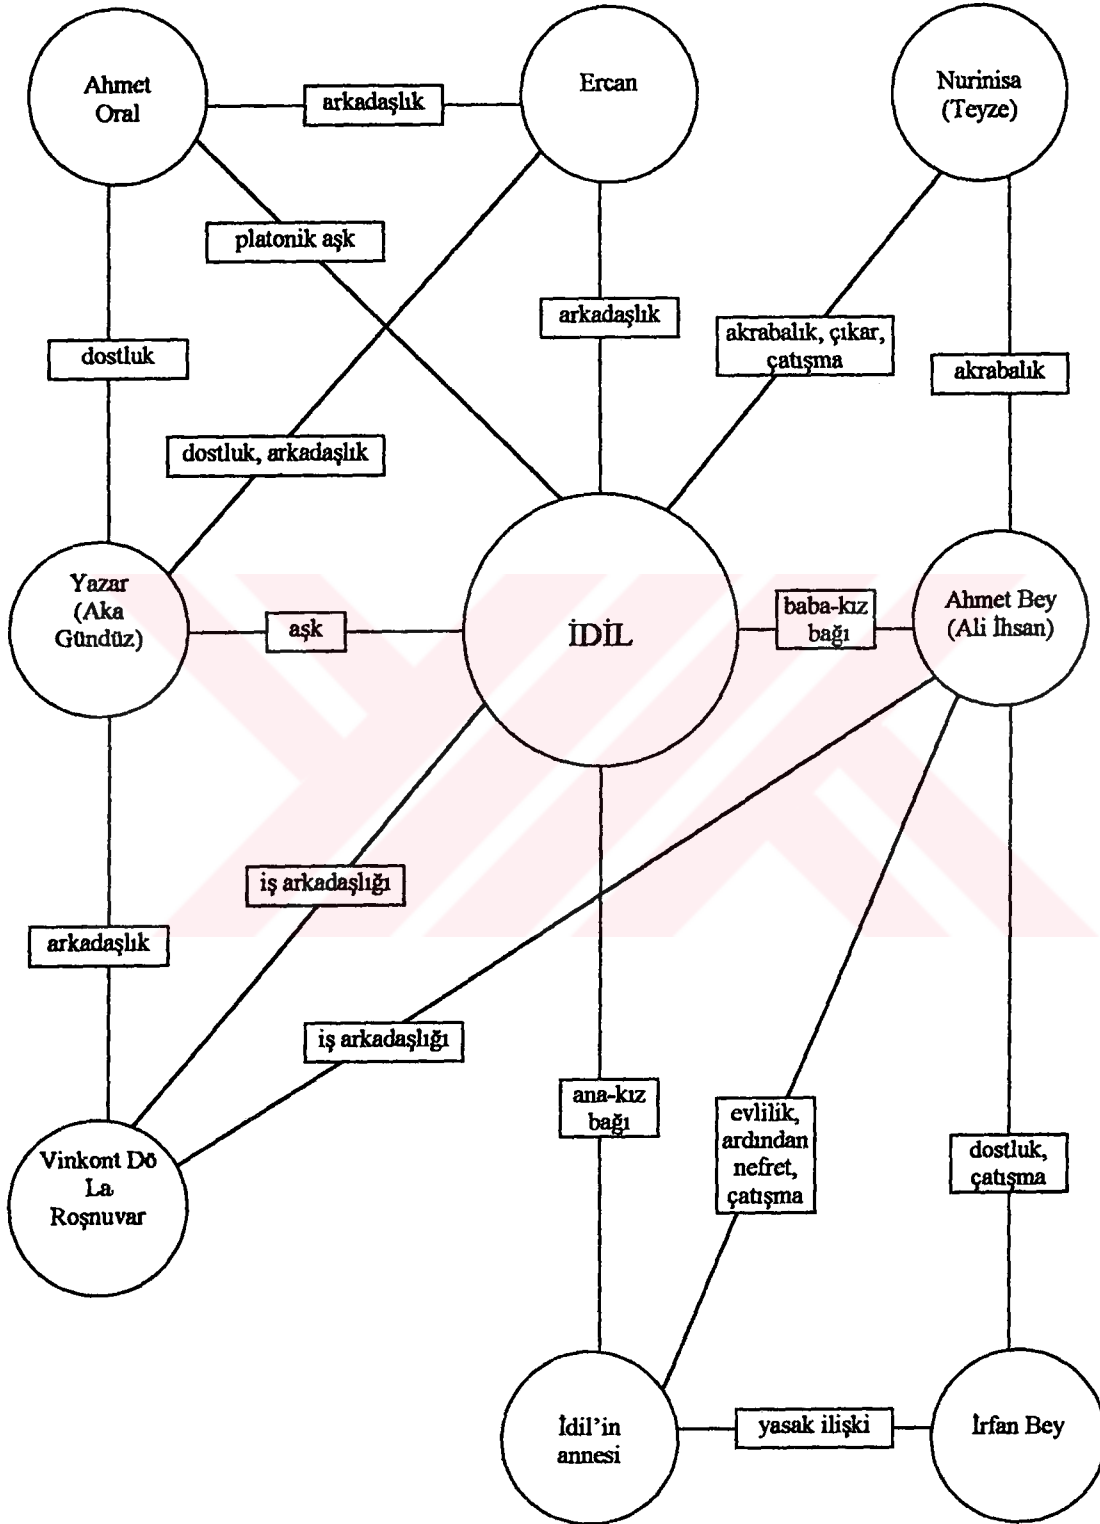 Ahmet
Oral
arkadaşlık
Ercan
Nurinisa
(Teyze)
platonik aşk
arkadaşlık
akrabalık, çıkar,
çatışma
dostluk
akrabalık
dostluk, arkadaşlık
Yazar
(Aka
Gündüz)
aşk
İDİL
baba-kız
bağı
Ahmet Bey
(Ali İhsan)
iş arkadaşlığı
arkadaşlık
iş arkadaşlığı
ana-kız
bağı
evlilik,
ardından
nefret,
çatışma
dostluk,
çatışma
Vinkont Dö
La
Roşnuvar
İdil'in
annesi
yasak ilişki
İrfan Bey